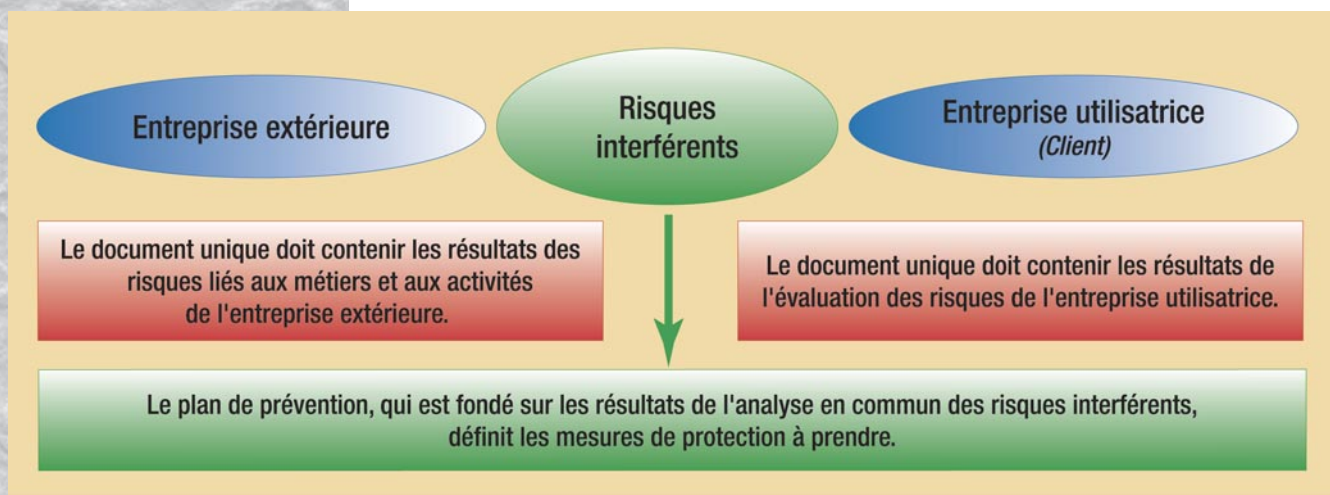 Entreprise extérieure
Risques
interférents
Entreprise utilisatrice
(Client)
Le document unique doit contenir les résultats des
risques liés aux métiers et aux activités
de l'entreprise extérieure.
Le document unique doit contenir les résultats de
l'évaluation des risques de l'entreprise utilisatrice.
Le plan de prévention, qui est fondé sur les résultats de l'analyse en commun des risques interférents,
définit les mesures de protection à prendre.